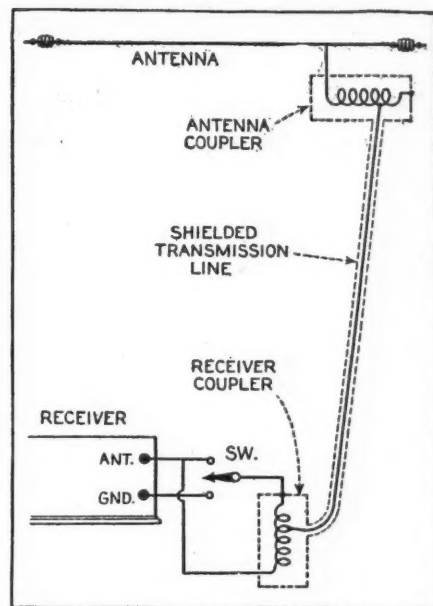 ANTENNA
ANTENNA
COUPLER
SHIELDED
TRANSMISSION
LINE
RECEIVER
COUPLER
RECEIVER
ANT.
SW.
GND.